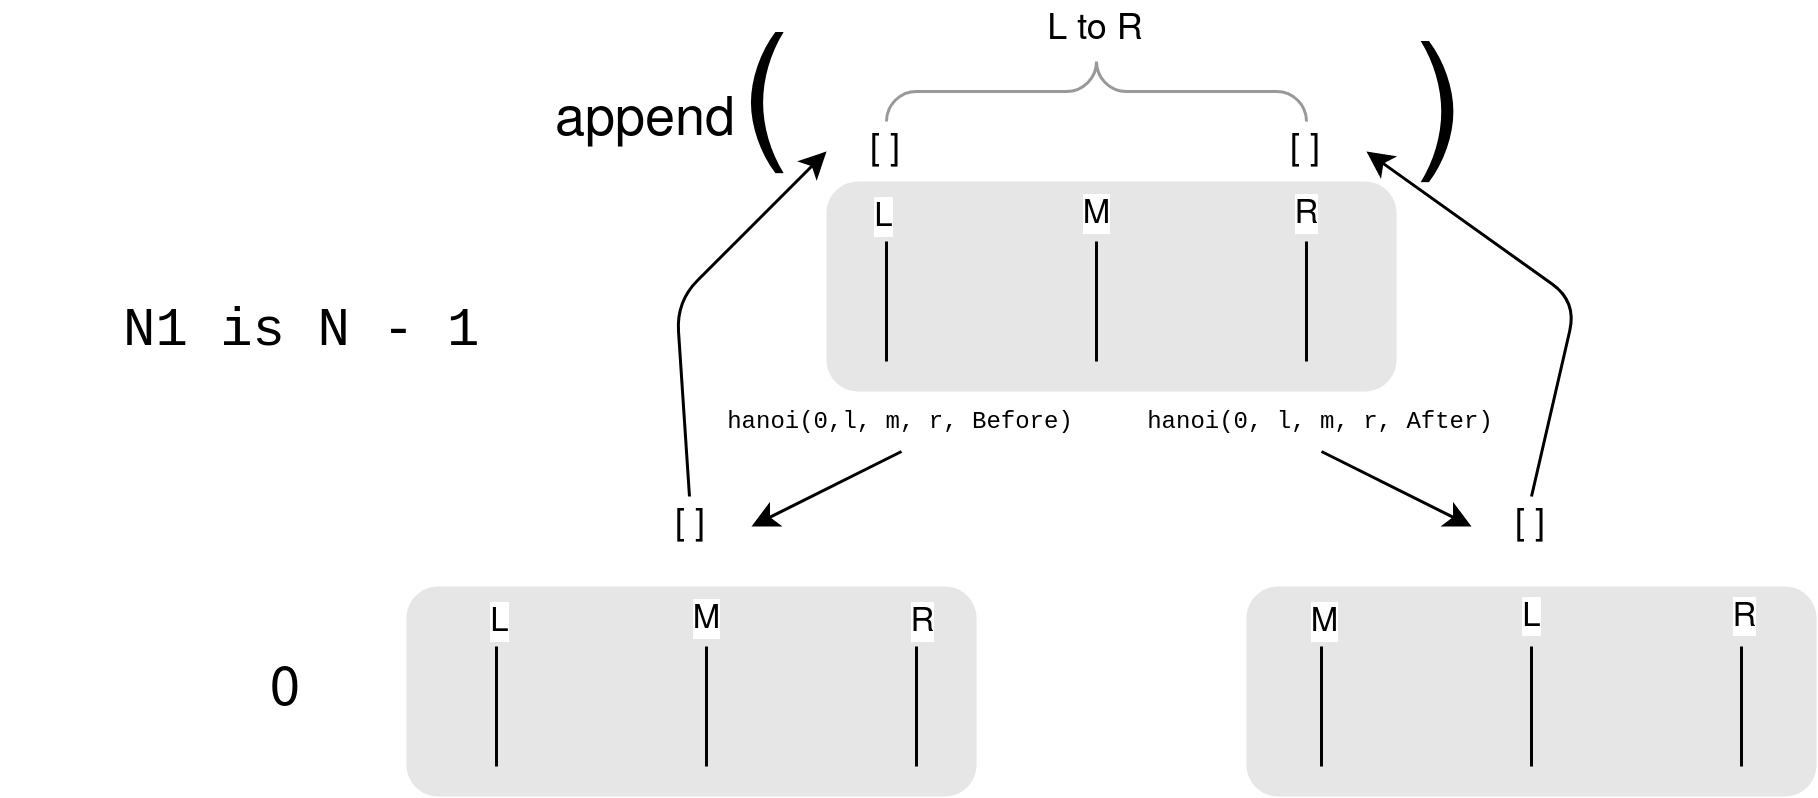 L to R
append ( )
[ ] [ ]
L M R
N1 is N - 1
hanoi(0,l, m, r, Before) hanoi(0, l, m, r, After)
[ ] [ ]
L M R M L R
0